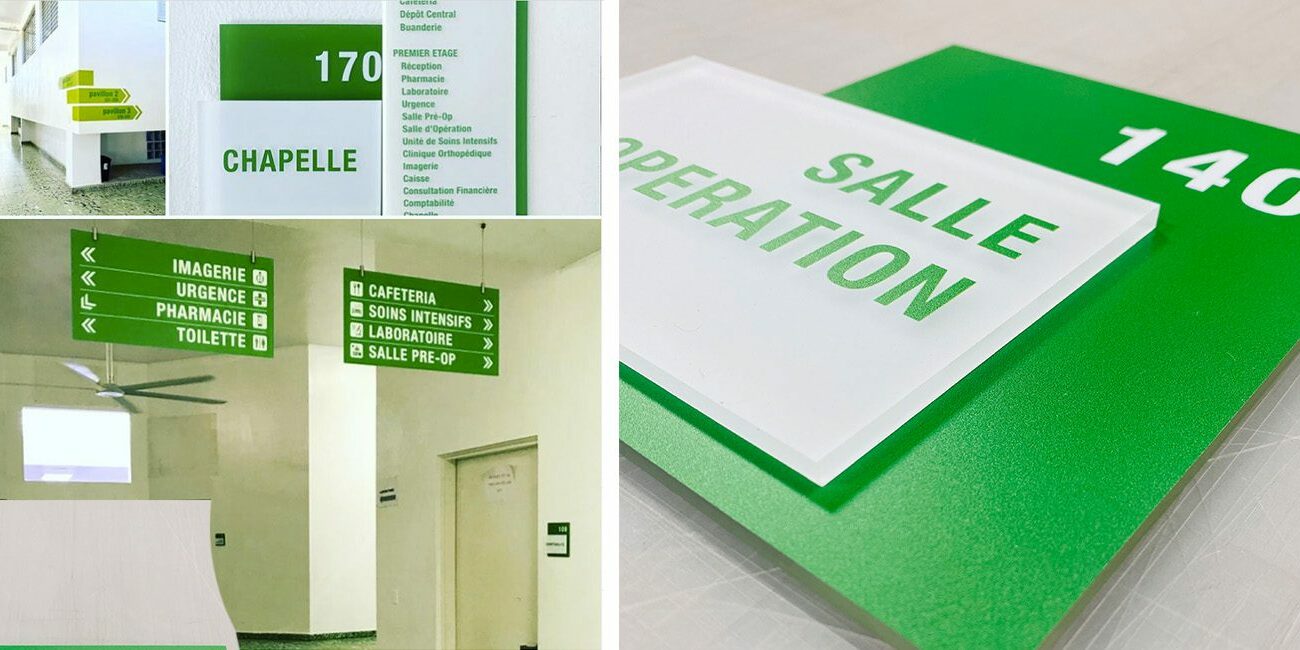 pavillon 2
pavillon 3
170
CHAPELLE
Cafétéria
Dépôt Central
Buanderie
PREMIER ETAGE
Réception
Pharmacie
Laboratoire
Urgence
Salle Pré-Op
Salle d'Opération
Unité de Soins Intensifs
Clinique Orthopédique
Imagerie
Caisse
Consultation Financière
Comptabilité
Chapelle
IMAGERIE
URGENCE
PHARMACIE
TOILETTE
CAFETERIA
SOINS INTENSIFS
LABORATOIRE
SALLE PRE-OP
109
140
SALLE
OPERATION